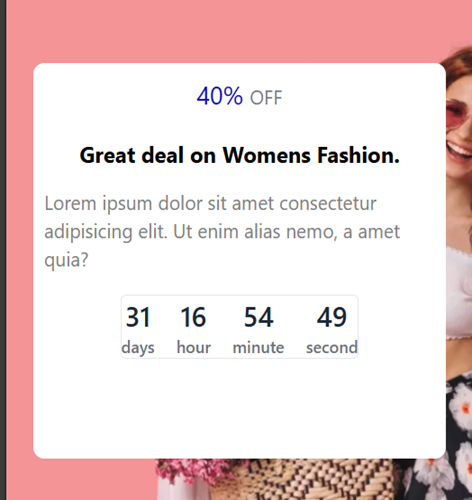 40% OFF
Great deal on Womens Fashion.
Lorem ipsum dolor sit amet consectetur
adipisicing elit. Ut enim alias nemo, a amet
quia?
31 16 54 49
days hour minute second